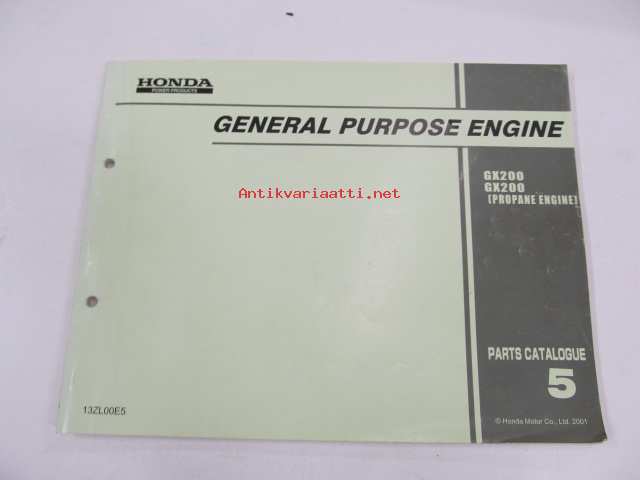 HONDA
POWER PRODUCTS
GENERAL PURPOSE ENGINE
GX200
GX200
(PROPANE ENGINE)
Antikvariaatti.net
PARTS CATALOGUE
5
13ZL00E5
© Honda Motor Co., Ltd. 2001